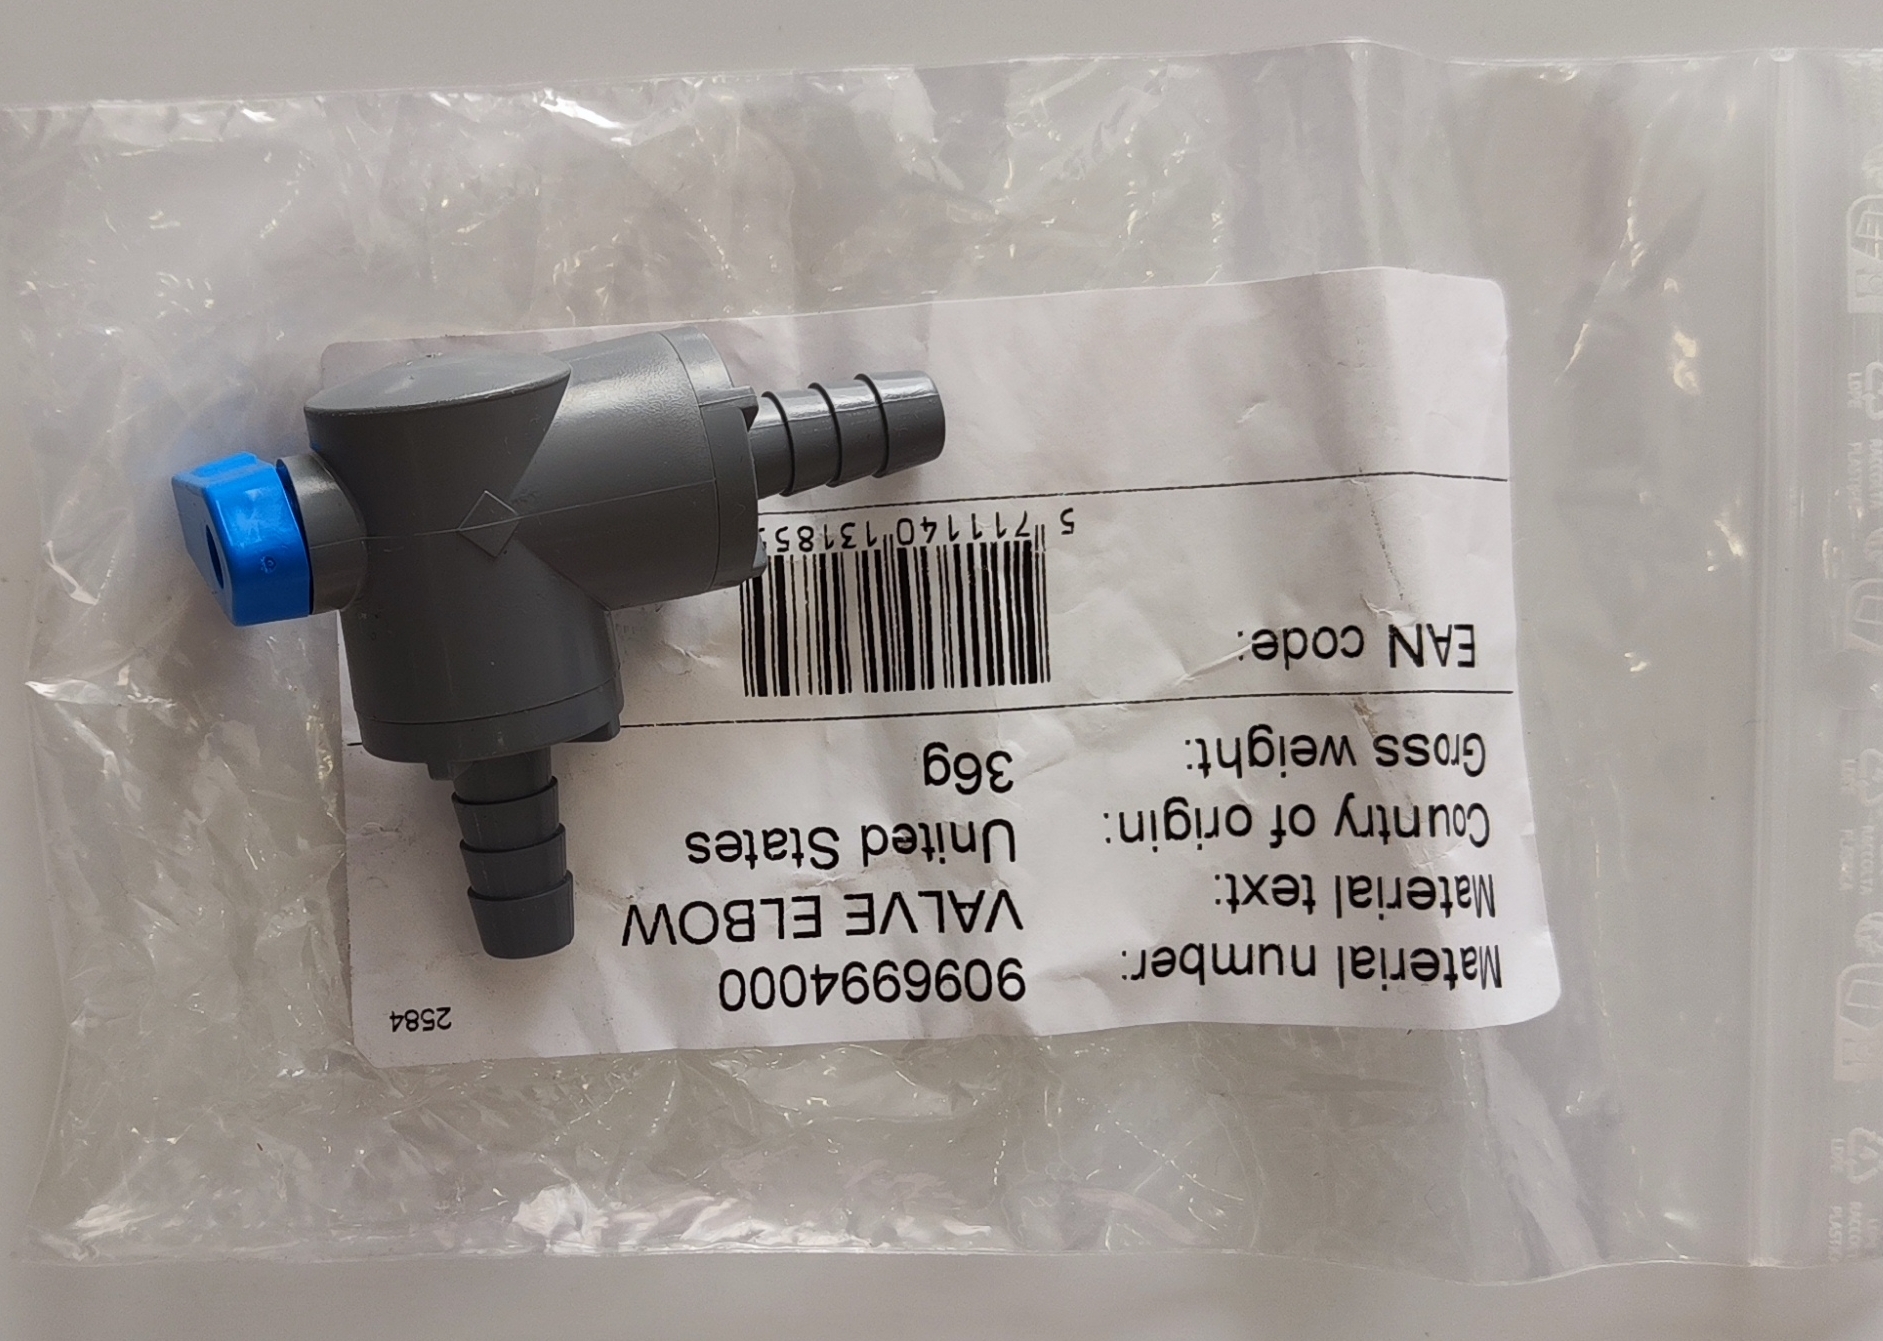 2584
Material number: 9096994000
Material text: VALVE ELBOW
Country of origin: United States
Gross weight: 36g
EAN code:
5 711140 13185